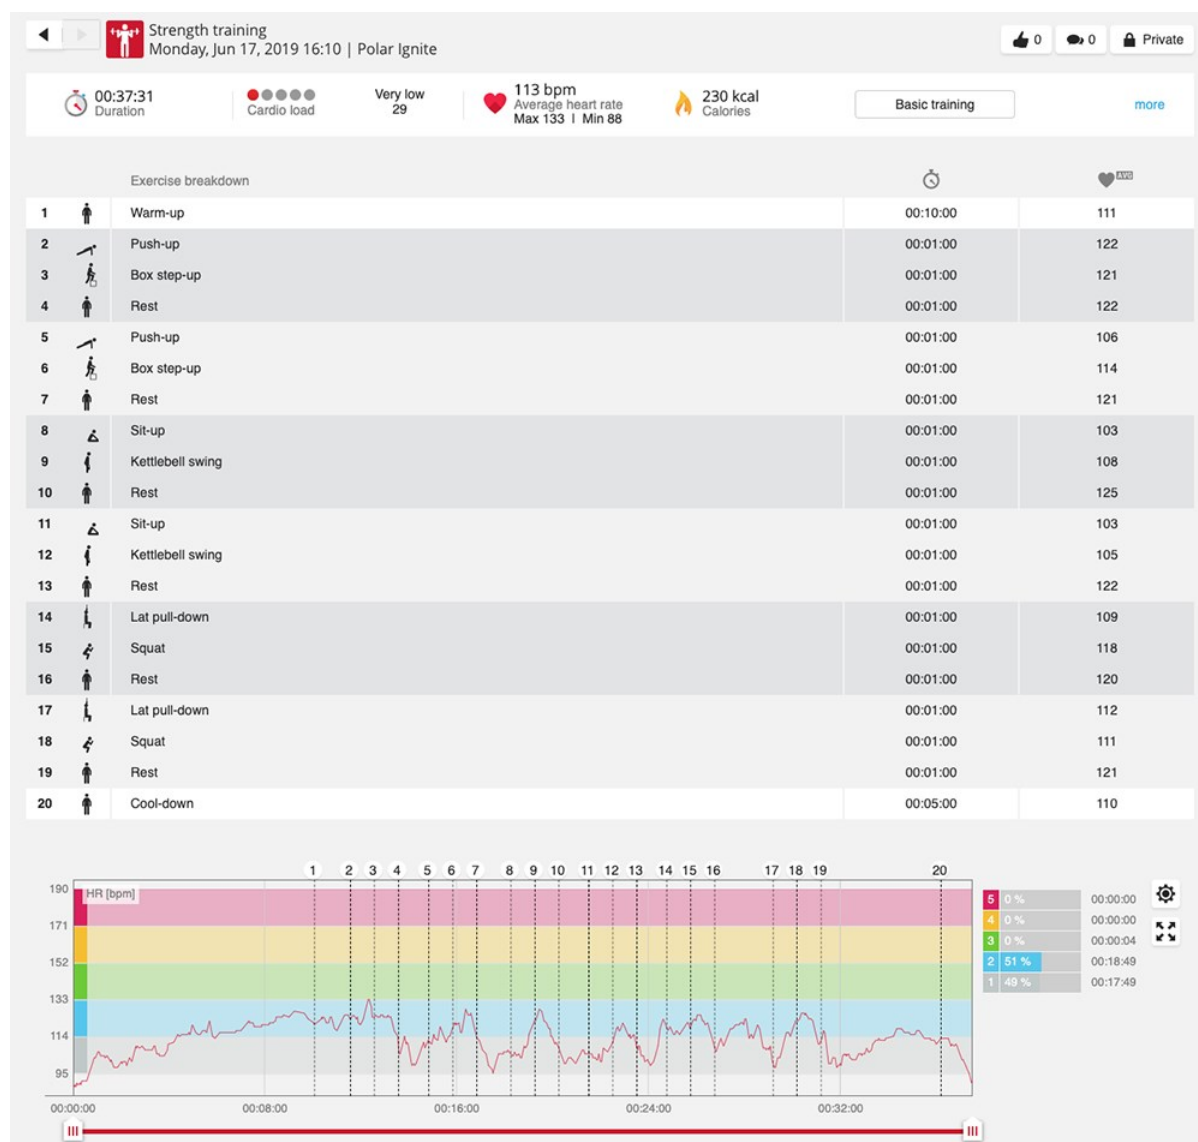 Strength training
Monday, Jun 17, 2019 16:10 | Polar Ignite
0 0 Private
00:37:31
Duration
Cardio load
Very low
29
113 bpm
Average heart rate
Max 133 | Min 88
230 kcal
Calories
Basic training
more
Exercise breakdown AVG
1 Warm-up 00:10:00 111
2 Push-up 00:01:00 122
3 Box step-up 00:01:00 121
4 Rest 00:01:00 122
5 Push-up 00:01:00 106
6 Box step-up 00:01:00 114
7 Rest 00:01:00 121
8 Sit-up 00:01:00 103
9 Kettlebell swing 00:01:00 108
10 Rest 00:01:00 125
11 Sit-up 00:01:00 103
12 Kettlebell swing 00:01:00 105
13 Rest 00:01:00 122
14 Lat pull-down 00:01:00 109
15 Squat 00:01:00 118
16 Rest 00:01:00 120
17 Lat pull-down 00:01:00 112
18 Squat 00:01:00 111
19 Rest 00:01:00 121
20 Cool-down 00:05:00 110
1 2 3 4 5 6 7 8 9 10 11 12 13 14 15 16 17 18 19 20
HR [bpm]
190
171
152
133
114
95
00:00:00 00:08:00 00:16:00 00:24:00 00:32:00
5 0 % 00:00:00
4 0 % 00:00:00
3 0 % 00:00:04
2 51 % 00:18:49
1 49 % 00:17:49